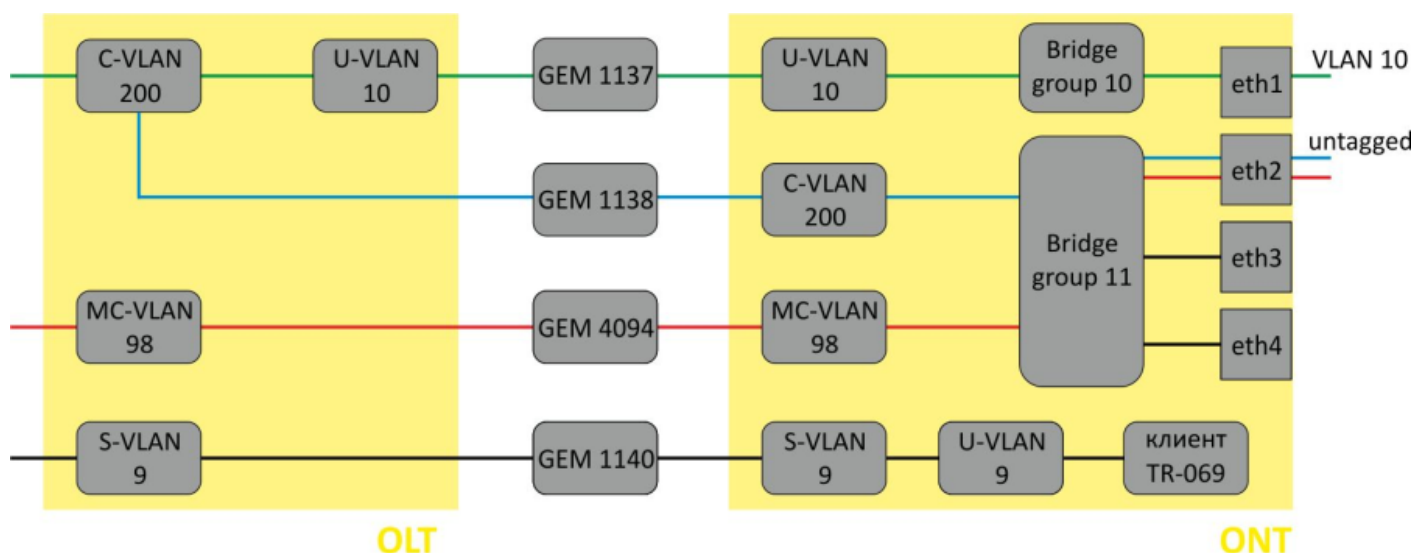 C-VLAN
200
U-VLAN
10
GEM 1137
U-VLAN
10
Bridge
group 10
eth1
VLAN 10
GEM 1138
C-VLAN
200
Bridge
group 11
eth2
untagged
eth3
MC-VLAN
98
GEM 4094
MC-VLAN
98
eth4
S-VLAN
9
GEM 1140
S-VLAN
9
U-VLAN
9
клиент
TR-069
OLT
ONT